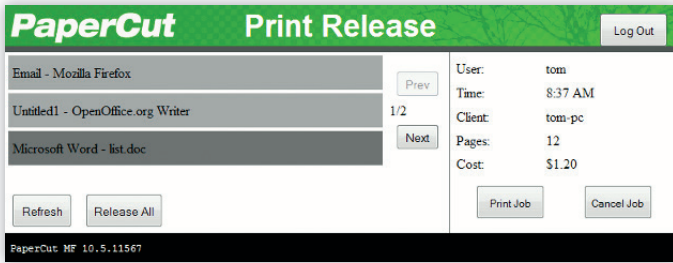 PaperCut Print Release
Log Out
Email - Mozilla Firefox
Untitled1 - OpenOffice.org Writer
Microsoft Word - list.doc
Prev
1/2
Next
Refresh
Release All
User: tom
Time: 8:37 AM
Client: tom-pc
Pages: 12
Cost: $1.20
Print Job
Cancel Job
PaperCut MF 10.5.11567